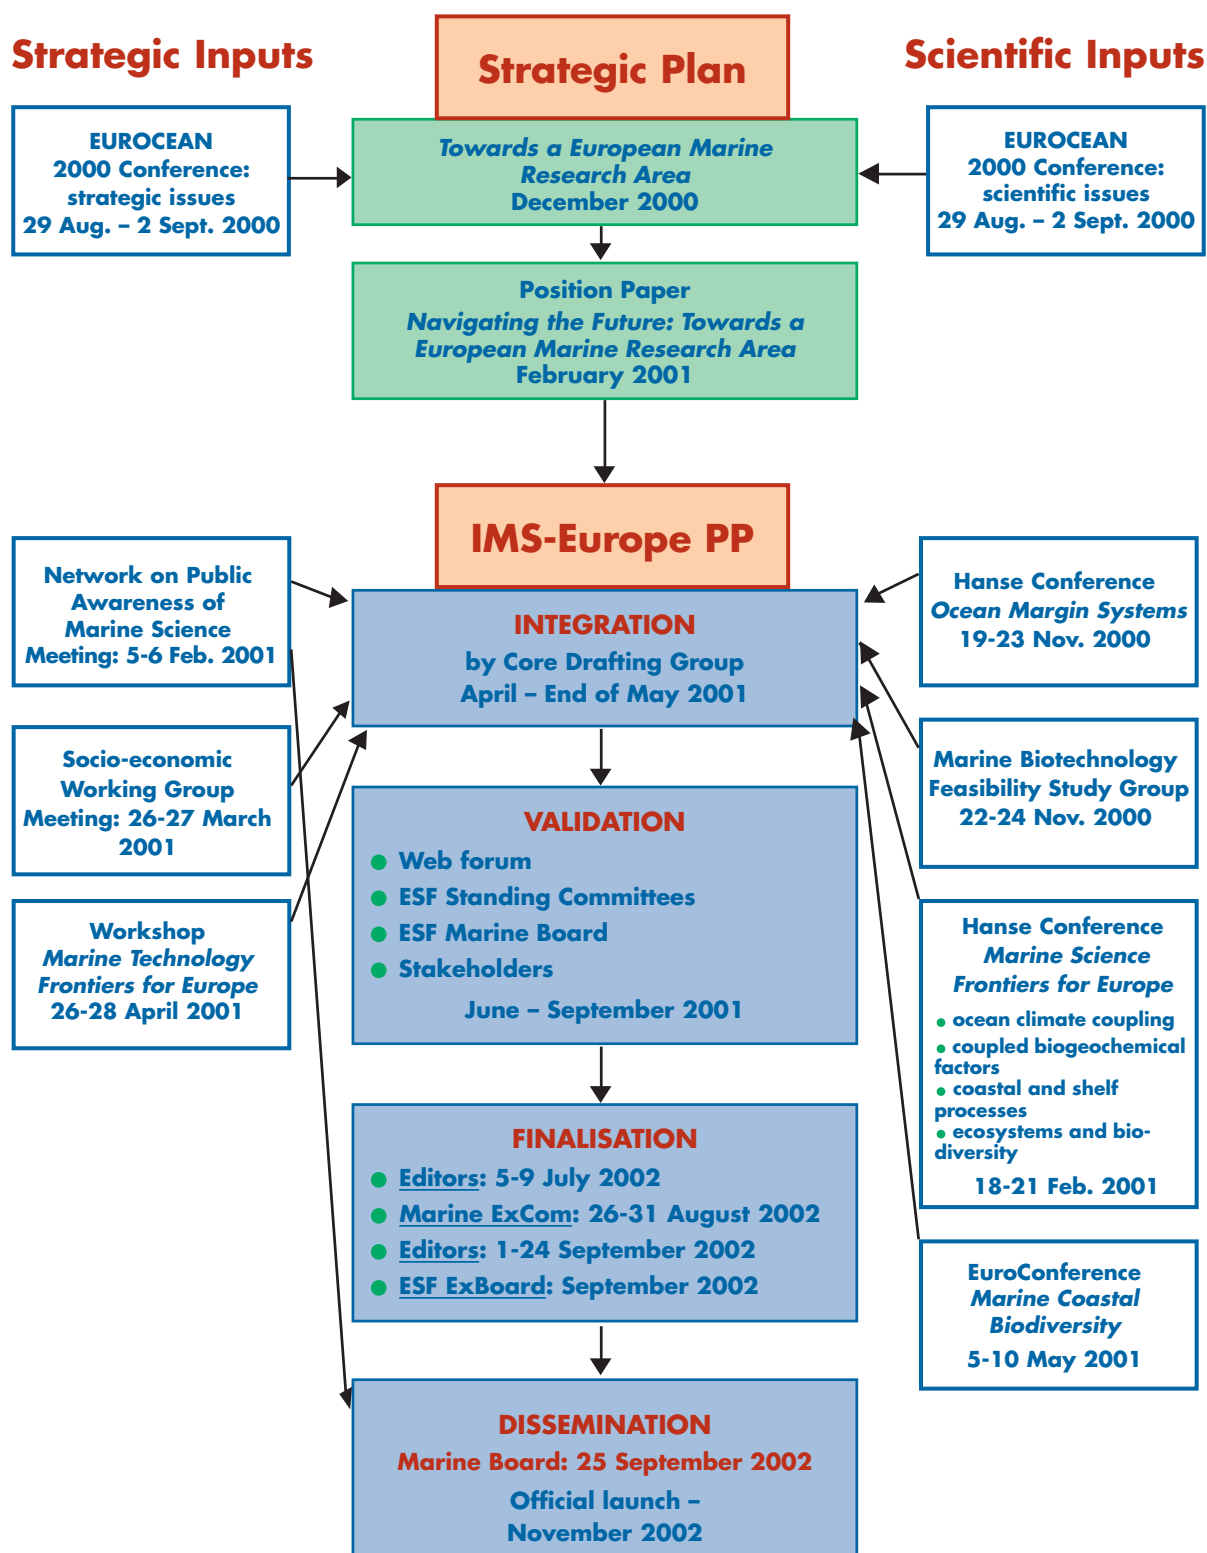 Strategic Inputs
Strategic Plan
Scientific Inputs
EUROCEAN
2000 Conference:
strategic issues
29 Aug. – 2 Sept. 2000
Towards a European Marine
Research Area
December 2000
EUROCEAN
2000 Conference:
scientific issues
29 Aug. – 2 Sept. 2000
Position Paper
Navigating the Future: Towards a
European Marine Research Area
February 2001
IMS-Europe PP
Network on Public
Awareness of
Marine Science
Meeting: 5-6 Feb. 2001
Socio-economic
Working Group
Meeting: 26-27 March
2001
Workshop
Marine Technology
Frontiers for Europe
26-28 April 2001
INTEGRATION
by Core Drafting Group
April – End of May 2001
VALIDATION
● Web forum
● ESF Standing Committees
● ESF Marine Board
● Stakeholders
June – September 2001
FINALISATION
● Editors: 5-9 July 2002
● Marine ExCom: 26-31 August 2002
● Editors: 1-24 September 2002
● ESF ExBoard: September 2002
DISSEMINATION
Marine Board: 25 September 2002
Official launch –
November 2002
Hanse Conference
Ocean Margin Systems
19-23 Nov. 2000
Marine Biotechnology
Feasibility Study Group
22-24 Nov. 2000
Hanse Conference
Marine Science
Frontiers for Europe
● ocean climate coupling
● coupled biogeochemical
factors
● coastal and shelf
processes
● ecosystems and bio-
diversity
18-21 Feb. 2001
EuroConference
Marine Coastal
Biodiversity
5-10 May 2001